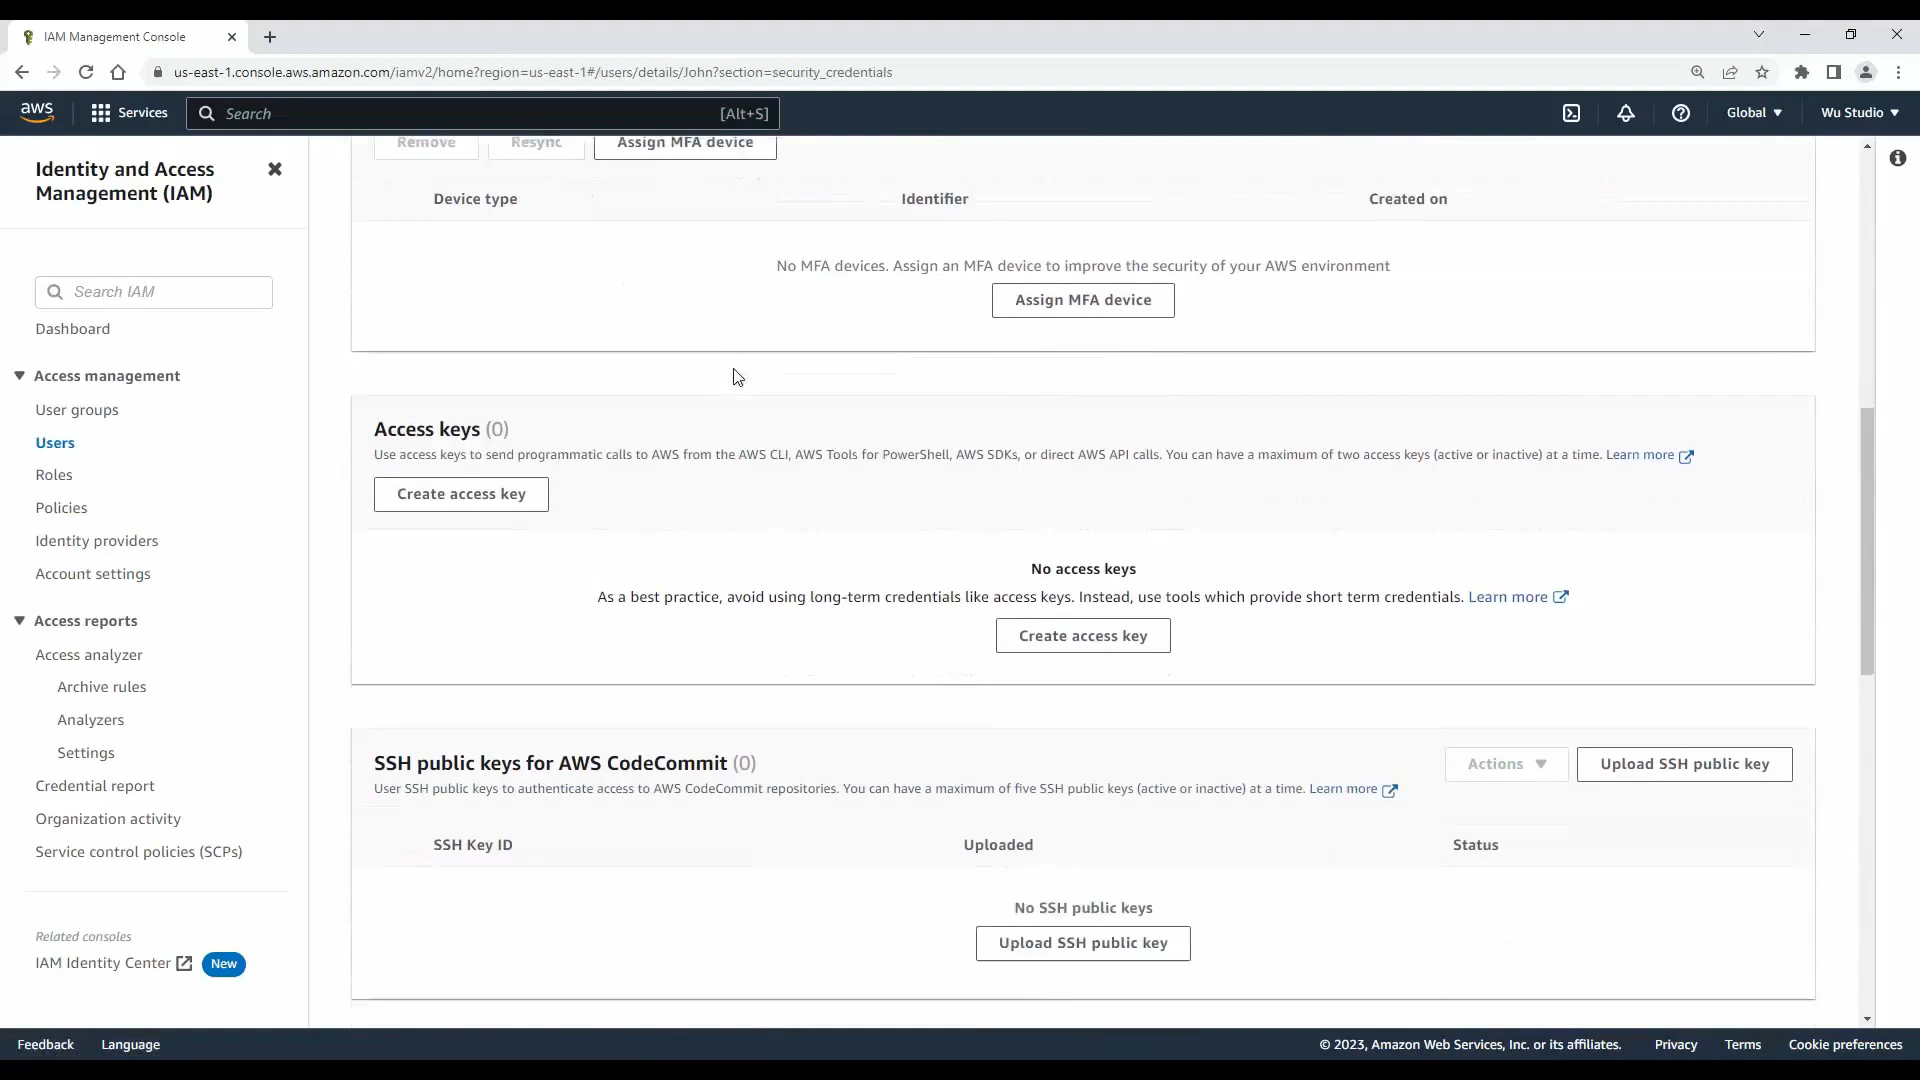 IAM Management Console
us-east-1.console.aws.amazon.com/iamv2/home?region=us-east-1#/users/details/John?section=security_credentials
aws
Services
Search
[Alt+S]
Global
Wu Studio
Identity and Access
Management (IAM)
Search IAM
Dashboard
Access management
User groups
Users
Roles
Policies
Identity providers
Account settings
Access reports
Access analyzer
Archive rules
Analyzers
Settings
Credential report
Organization activity
Service control policies (SCPs)
Related consoles
IAM Identity Center New
Remove Resync Assign MFA device
Device type Identifier Created on
No MFA devices. Assign an MFA device to improve the security of your AWS environment
Assign MFA device
Access keys (0)
Use access keys to send programmatic calls to AWS from the AWS CLI, AWS Tools for PowerShell, AWS SDKs, or direct AWS API calls. You can have a maximum of two access keys (active or inactive) at a time. Learn more
Create access key
No access keys
As a best practice, avoid using long-term credentials like access keys. Instead, use tools which provide short term credentials. Learn more
Create access key
SSH public keys for AWS CodeCommit (0)
Actions
Upload SSH public key
User SSH public keys to authenticate access to AWS CodeCommit repositories. You can have a maximum of five SSH public keys (active or inactive) at a time. Learn more
SSH Key ID Uploaded Status
No SSH public keys
Upload SSH public key
Feedback Language
© 2023, Amazon Web Services, Inc. or its affiliates. Privacy Terms Cookie preferences